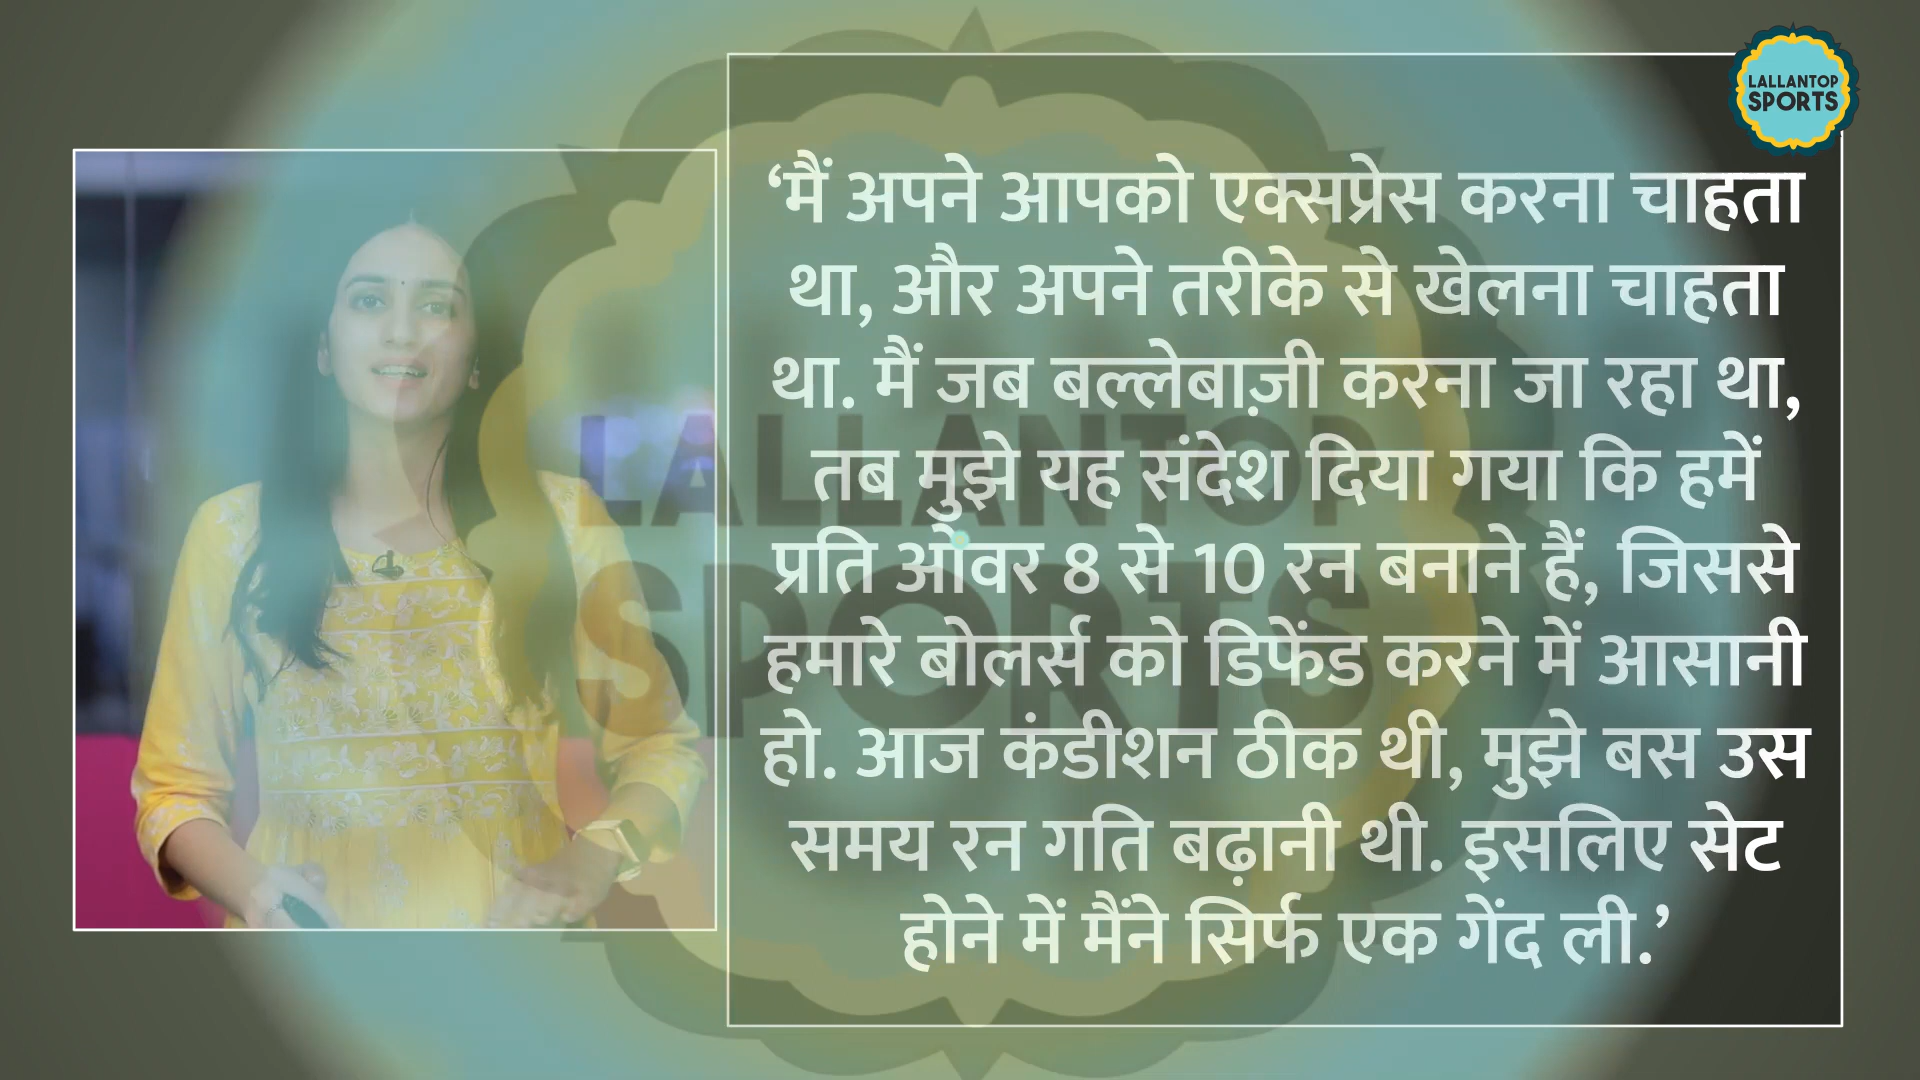 LALLANTOP
SPORTS
‘मैं अपने आपको एक्सप्रेस करना चाहता
था, और अपने तरीके से खेलना चाहता
था. मैं जब बल्लेबाज़ी करना जा रहा था,
तब मुझे यह संदेश दिया गया कि हमें
प्रति ओवर 8 से 10 रन बनाने हैं, जिससे
हमारे बोलर्स को डिफेंड करने में आसानी
हो. आज कंडीशन ठीक थी, मुझे बस उस
समय रन गति बढ़ानी थी. इसलिए सेट
होने में मैंने सिर्फ एक गेंद ली.’
LALLANTOP
SPORTS